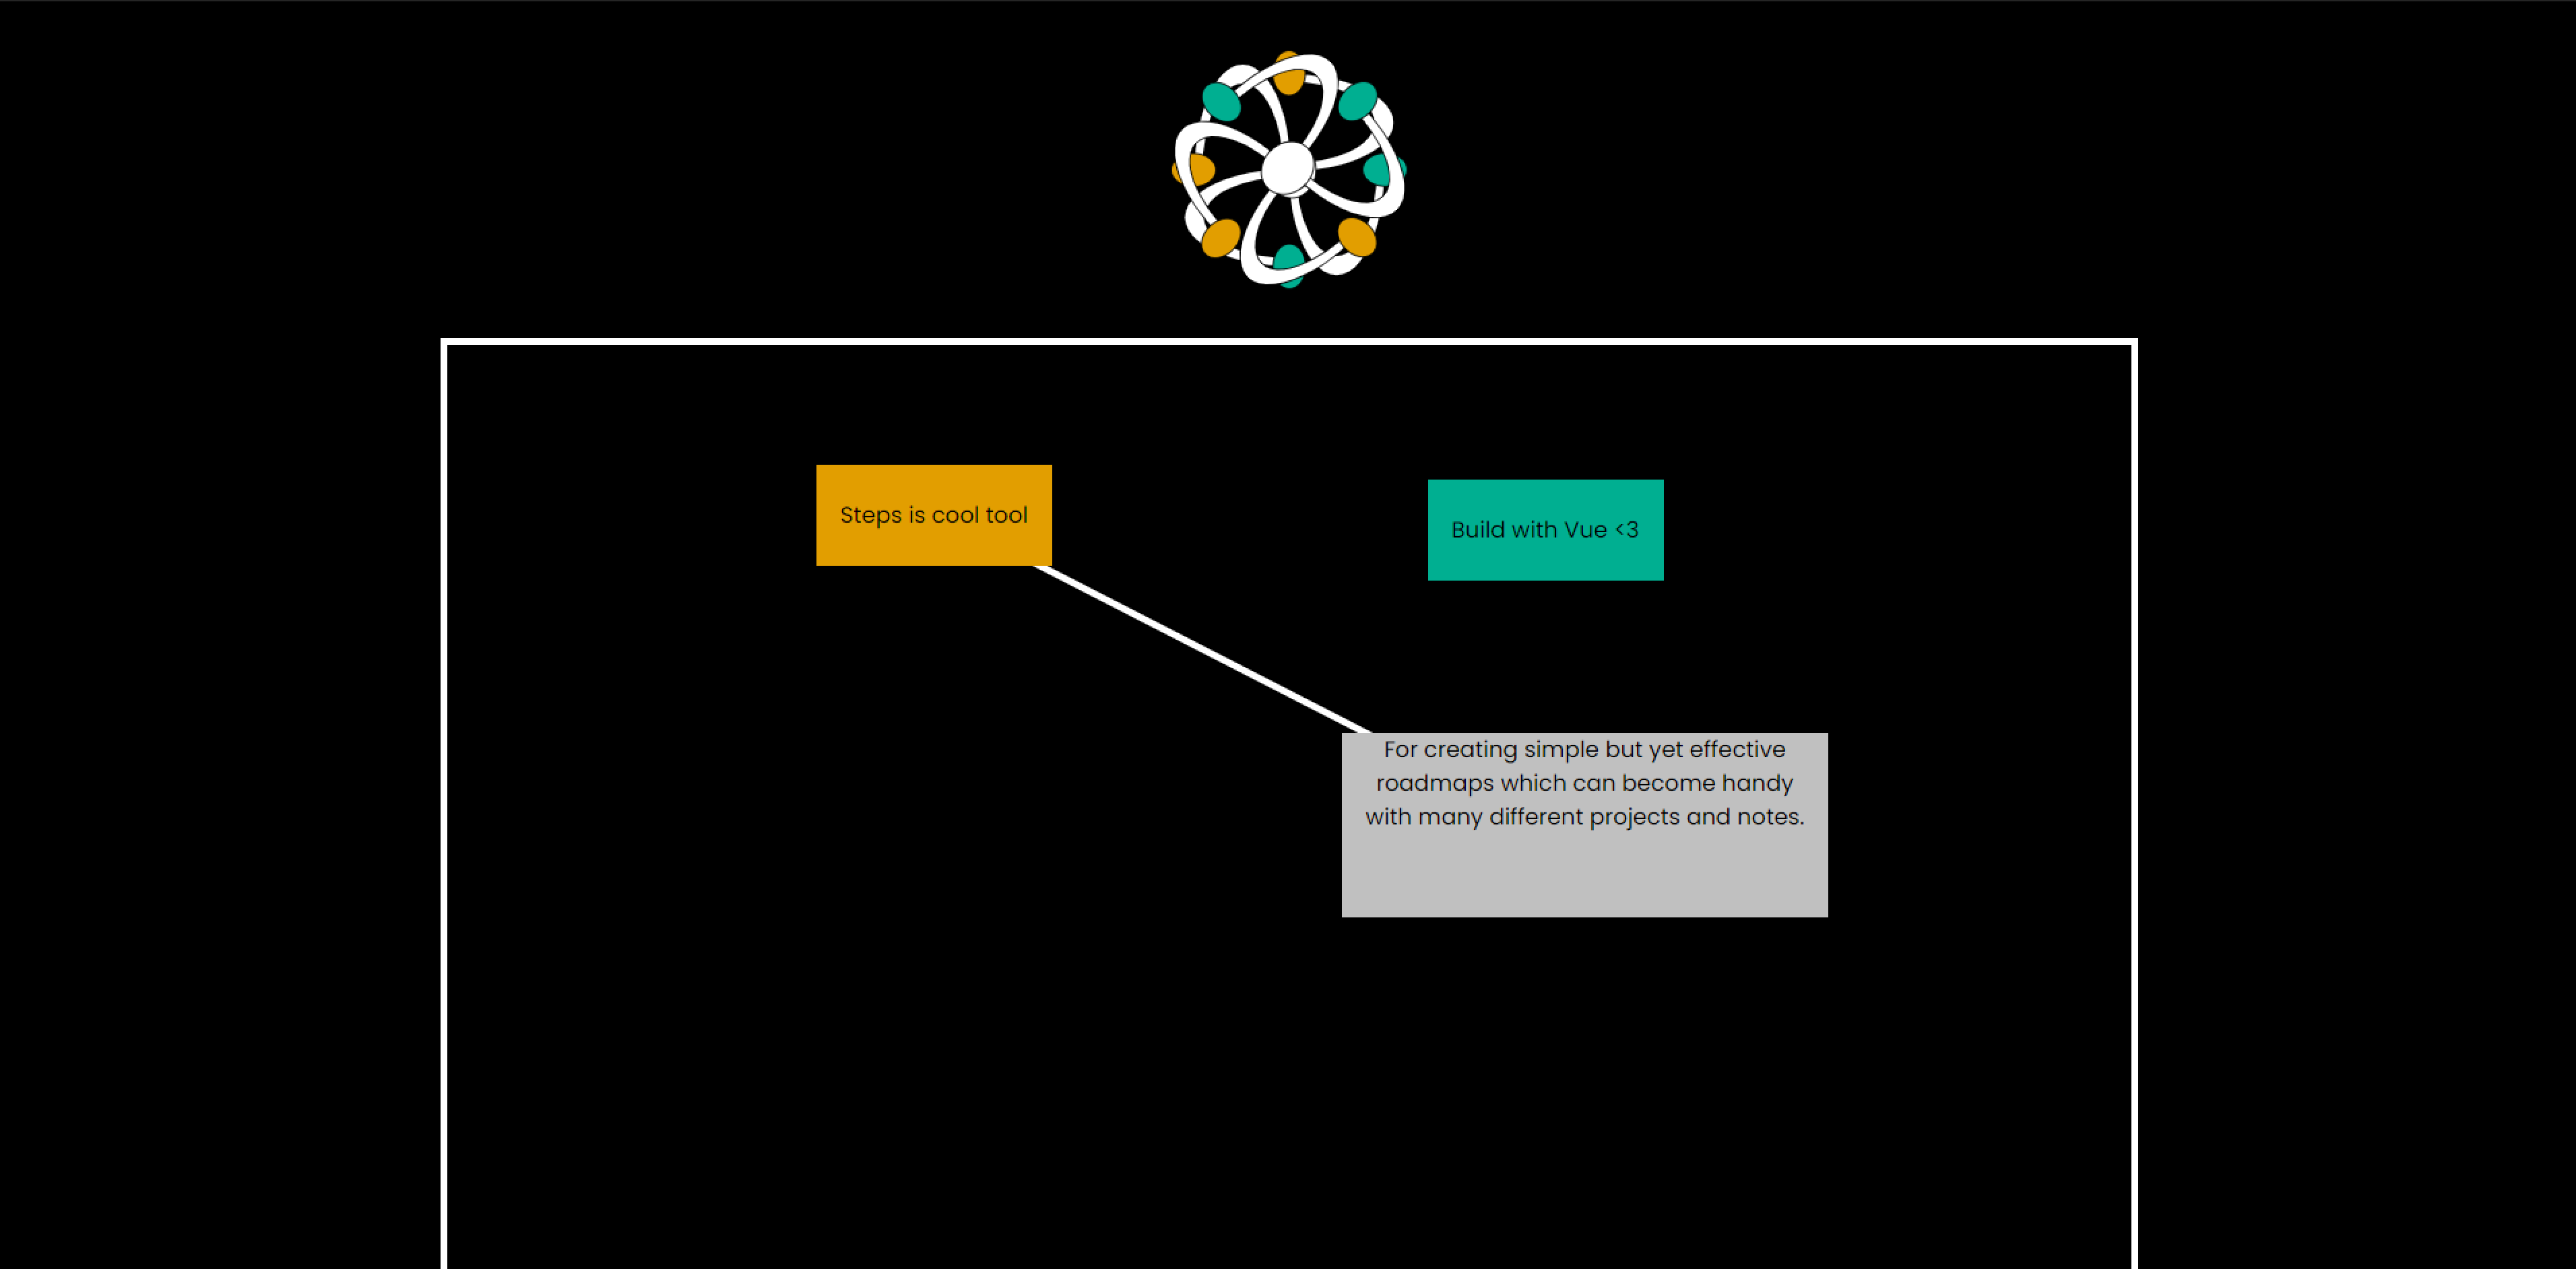 Steps is cool tool
Build with Vue <3
For creating simple but yet effective
roadmaps which can become handy
with many different projects and notes.